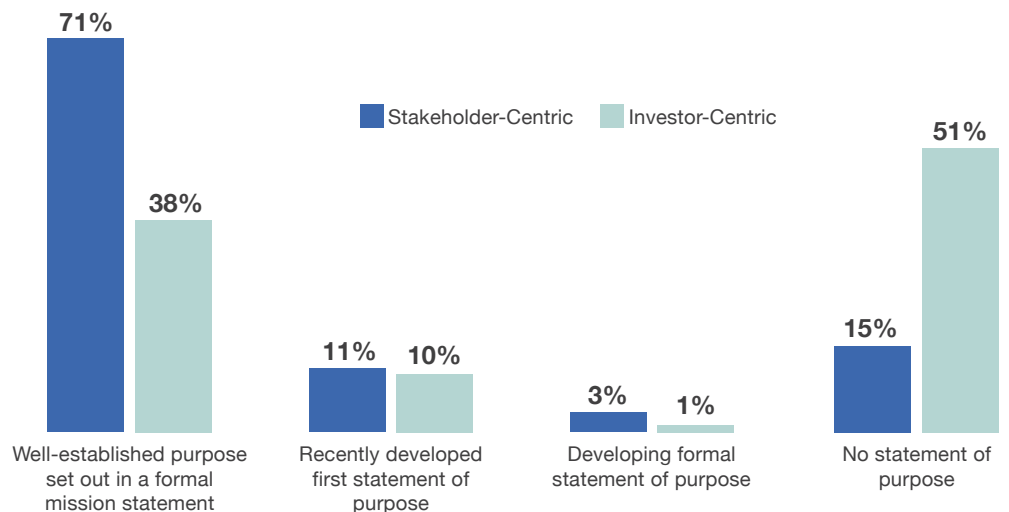 71%
Stakeholder-Centric
Investor-Centric
51%
38%
15%
11%
10%
3%
1%
Well-established purpose
set out in a formal
mission statement
Recently developed
first statement of
purpose
Developing formal
statement of purpose
No statement of
purpose